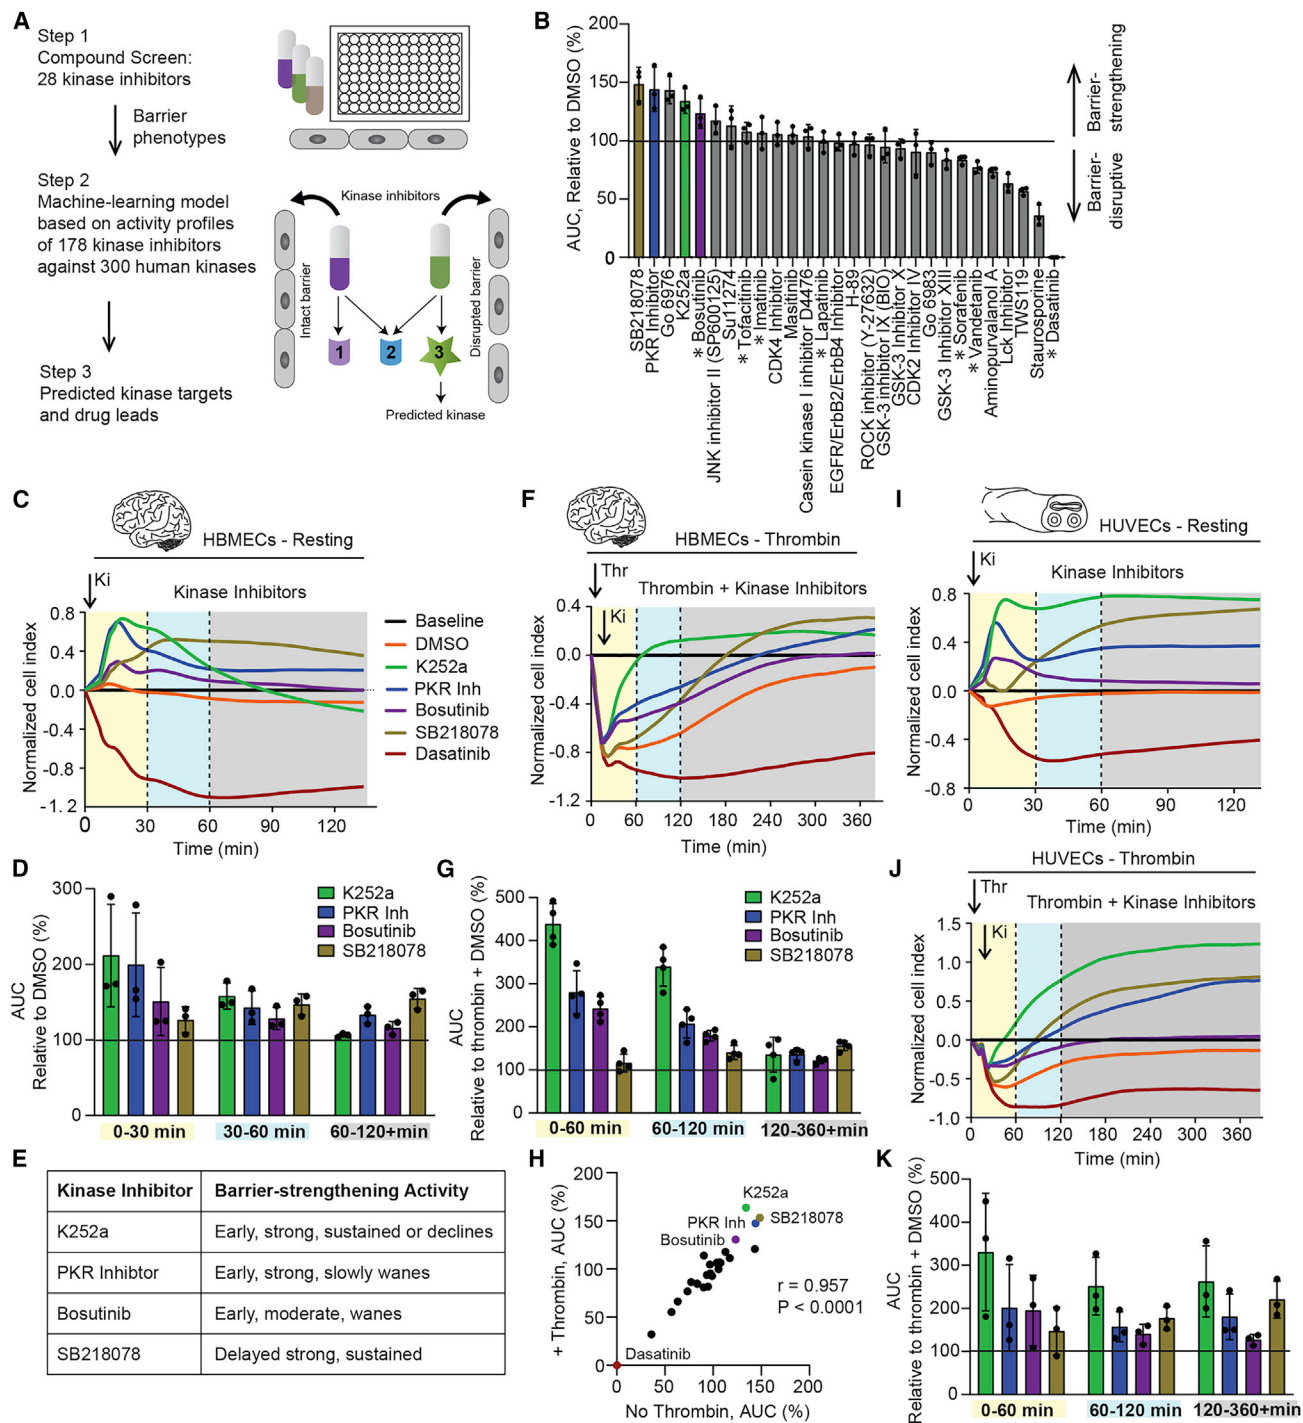 A
Step 1
Compound Screen:
28 kinase inhibitors
Barrier
phenotypes
Step 2
Machine-learning model
based on activity profiles
of 178 kinase inhibitors
against 300 human kinases
Step 3
Predicted kinase targets
and drug leads
Kinase inhibitors
Intact barrier
Disrupted barrier
1
2
3
Predicted kinase
B
AUC, Relative to DMSO (%)
200
150
100
50
0
Barrier-
strengthening
Barrier-
disruptive
SB218078
PKR Inhibitor
Go 6976
K252a
* Bosutinib
JNK inhibitor II (SP600125)
Su11274
* Tofacitinib
* Imatinib
CDK4 Inhibitor
Masitinib
Casein kinase I inhibitor D4476
* Lapatinib
EGFR/ErbB2/ErbB4 Inhibitor
H-89
ROCK inhibitor (Y-27632)
GSK-3 inhibitor IX (BIO)
GSK-3 Inhibitor X
CDK2 Inhibitor IV
Go 6983
GSK-3 Inhibitor XIII
* Sorafenib
* Vandetanib
Aminopurvalanol A
Lck Inhibitor
TWS119
Staurosporine
* Dasatinib
C
HBMECs - Resting
Ki
Kinase Inhibitors
Normalized cell index
0.8
0.4
0.0
-0.4
-0.8
-1.2
0 30 60 90 120
Time (min)
Baseline
DMSO
K252a
PKR Inh
Bosutinib
SB218078
Dasatinib
F
HBMECs - Thrombin
Thr
Ki
Thrombin + Kinase Inhibitors
Normalized cell index
0.4
0.0
-0.4
-0.8
-1.2
0 60 120 180 240 300 360
Time (min)
I
HUVECs - Resting
Ki
Kinase Inhibitors
Normalized cell index
0.8
0.4
0.0
-0.4
-0.8
0 30 60 90 120
Time (min)
D
AUC
Relative to DMSO (%)
300
200
100
0
K252a
PKR Inh
Bosutinib
SB218078
0-30 min
30-60 min
60-120+min
G
AUC
Relative to thrombin + DMSO (%)
500
400
300
200
100
0
K252a
PKR Inh
Bosutinib
SB218078
0-60 min
60-120 min
120-360+min
J
HUVECs - Thrombin
Thr
Ki
Thrombin + Kinase Inhibitors
Normalized cell index
1.5
1.0
0.5
0.0
-0.5
-1.0
0 60 120 180 240 300 360
Time (min)
E
Kinase Inhibitor Barrier-strengthening Activity
K252a Early, strong, sustained or declines
PKR Inhibtor Early, strong, slowly wanes
Bosutinib Early, moderate, wanes
SB218078 Delayed strong, sustained
H
+ Thrombin, AUC (%)
200
150
100
50
0
K252a
SB218078
PKR Inh
Bosutinib
r = 0.957
P < 0.0001
Dasatinib
0 50 100 150 200
No Thrombin, AUC (%)
K
AUC
Relative to thrombin + DMSO (%)
500
400
300
200
100
0
0-60 min
60-120 min
120-360+min